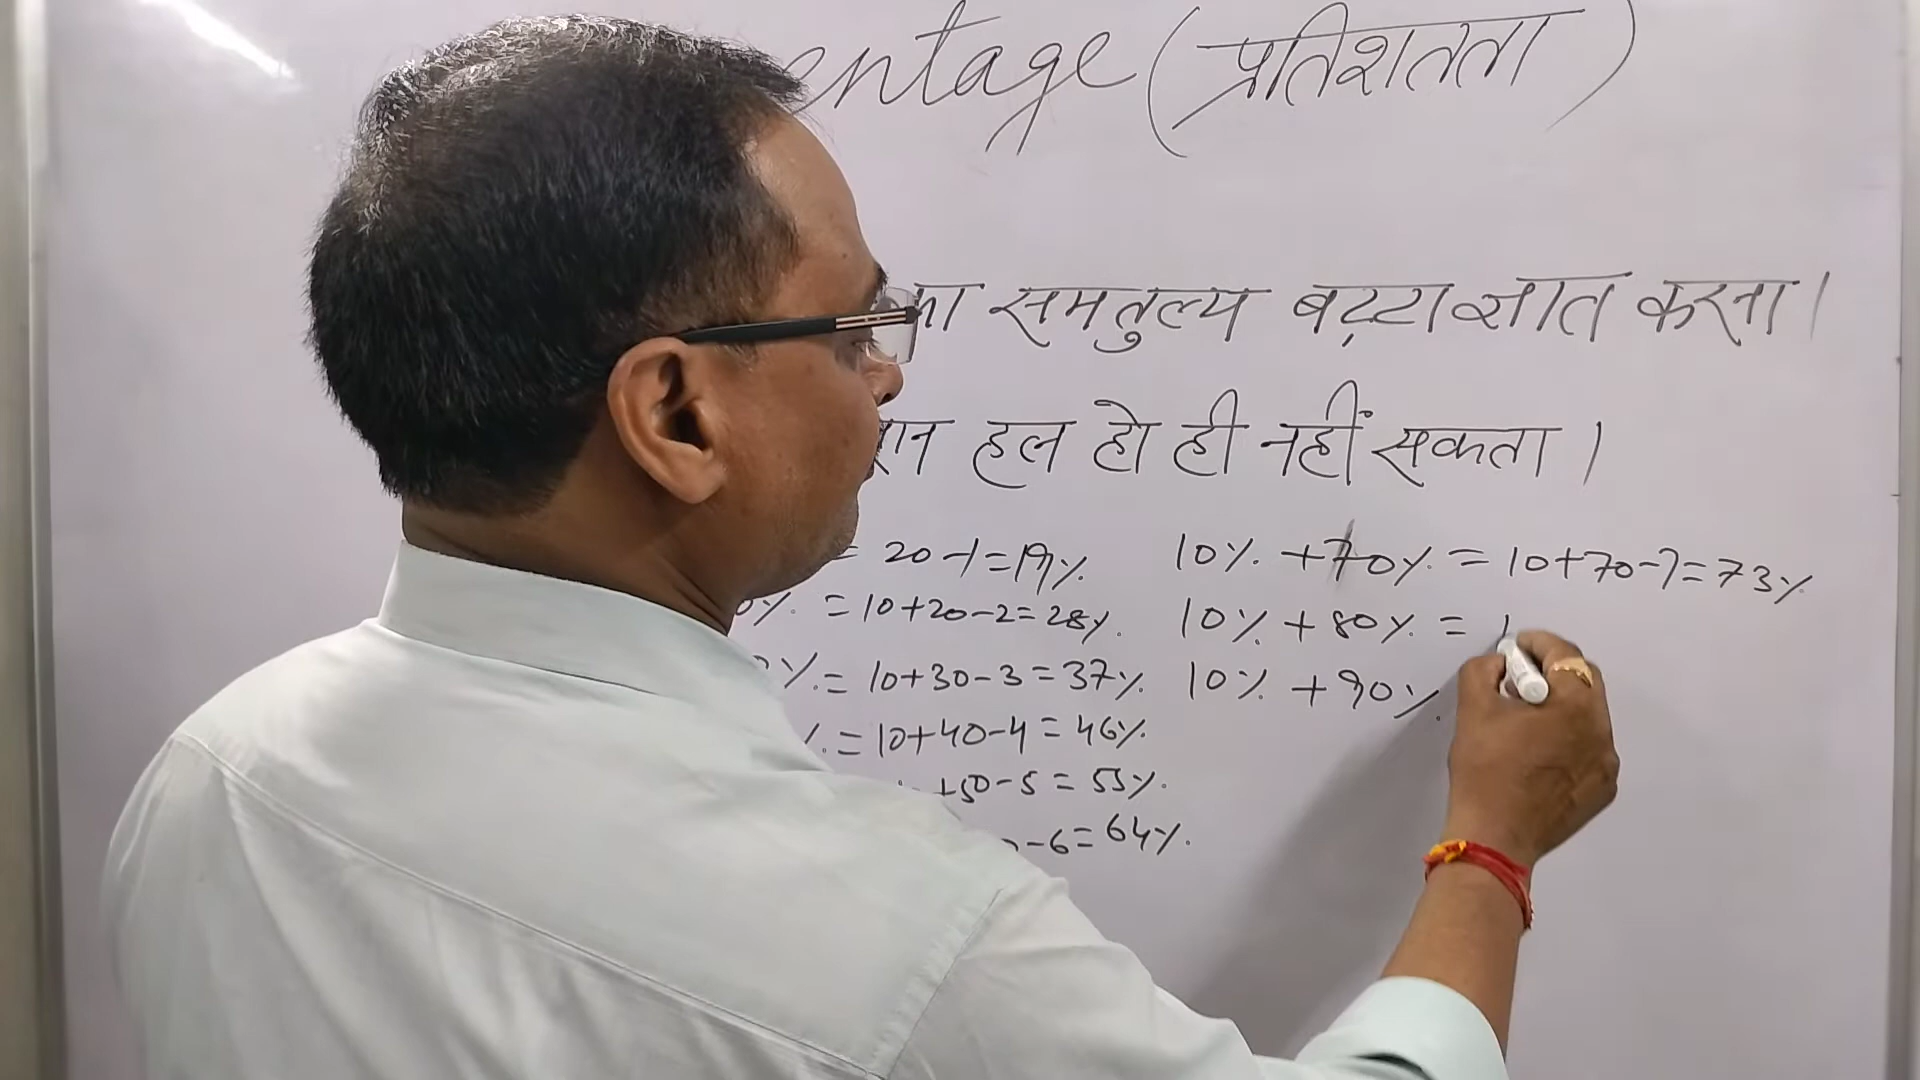 entage (प्रतिशतता)
का समतुल्य बट्टा ज्ञात करना।
हल हो ही नहीं सकता।
= 20-1=19%
0% = 10+20-2=28%
%= 10+30-3=37%
%.= 10+40-4=46%
+50-5=55%
-6=64%
10% +70% =10+70-7=73%
10% +80% = 1
10% +90%